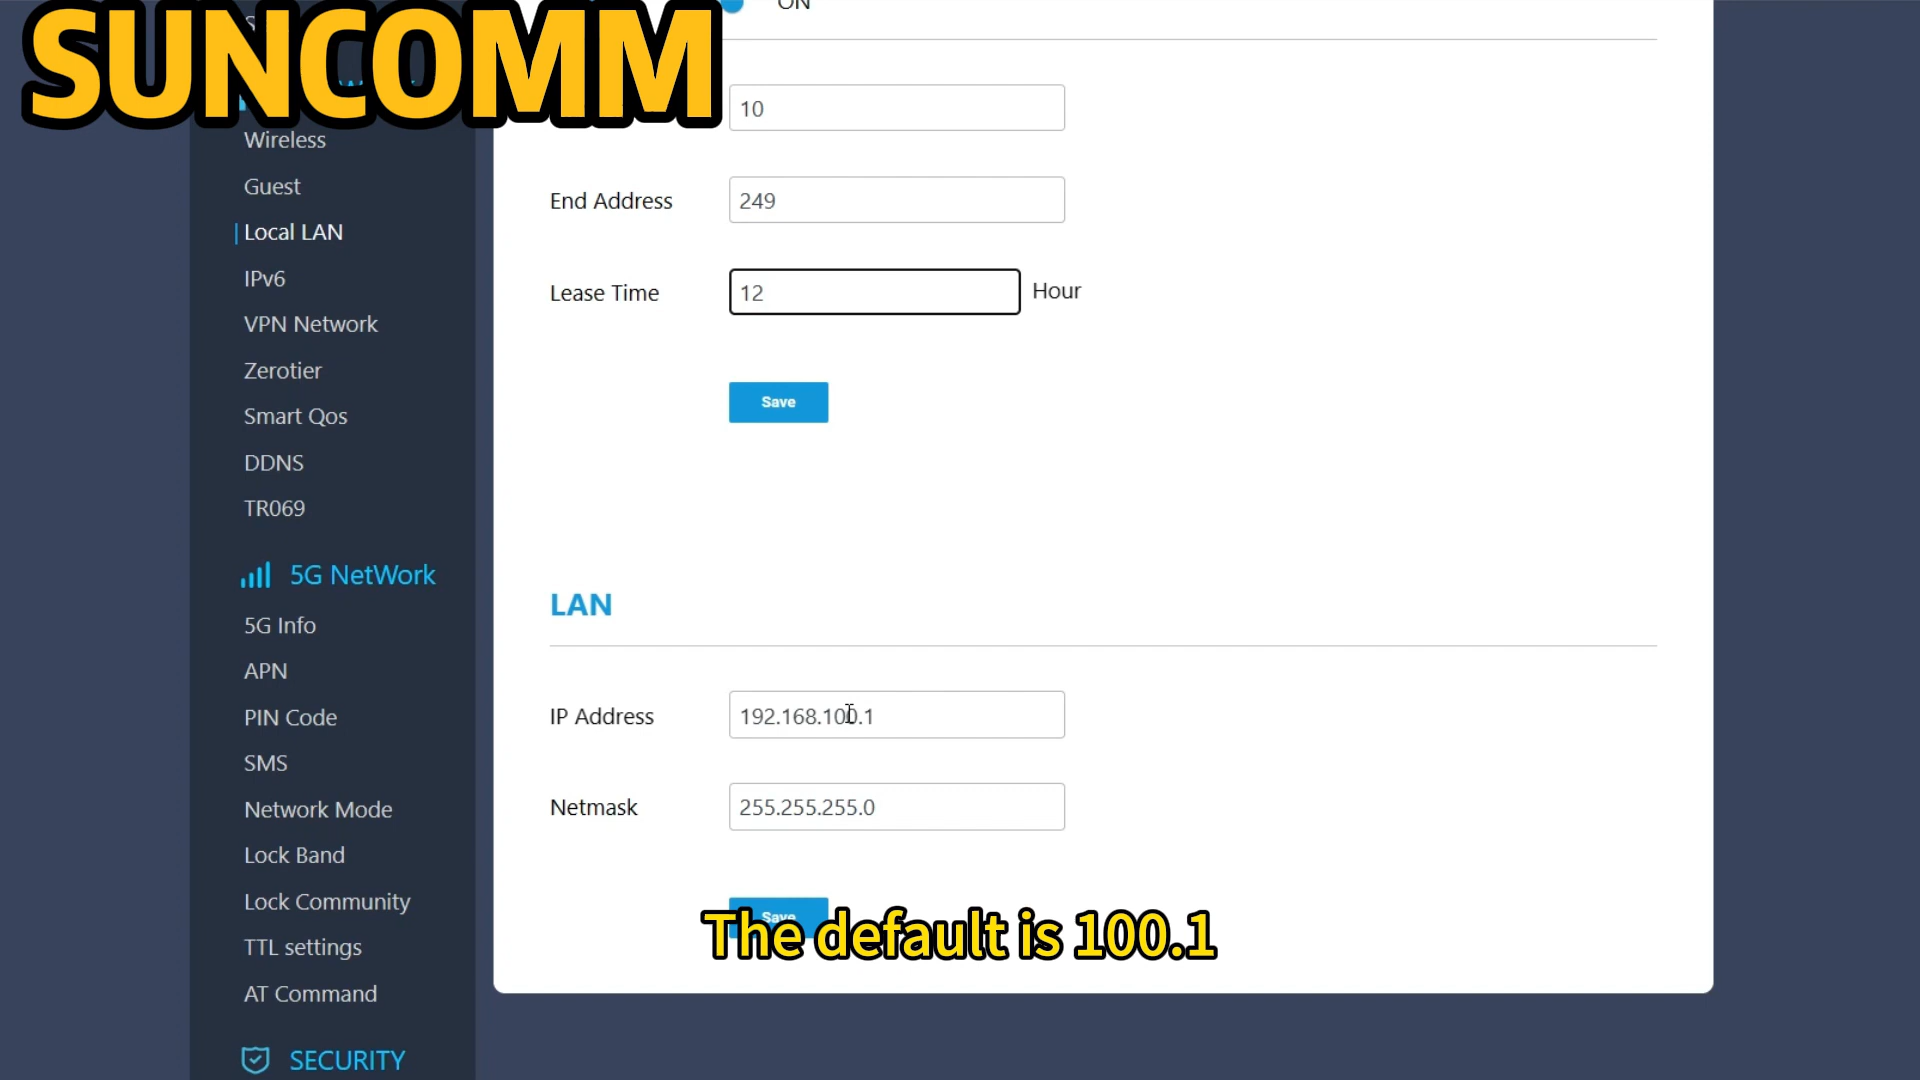 SUNCOMM
ON
10
Wireless
Guest
End Address 249
Local LAN
IPv6
Lease Time 12 Hour
VPN Network
Zerotier
Save
Smart Qos
DDNS
TR069
5G NetWork
LAN
5G Info
APN
IP Address 192.168.100.1
PIN Code
SMS
Network Mode
Netmask 255.255.255.0
Lock Band
Lock Community
Save
The default is 100.1
TTL settings
AT Command
SECURITY